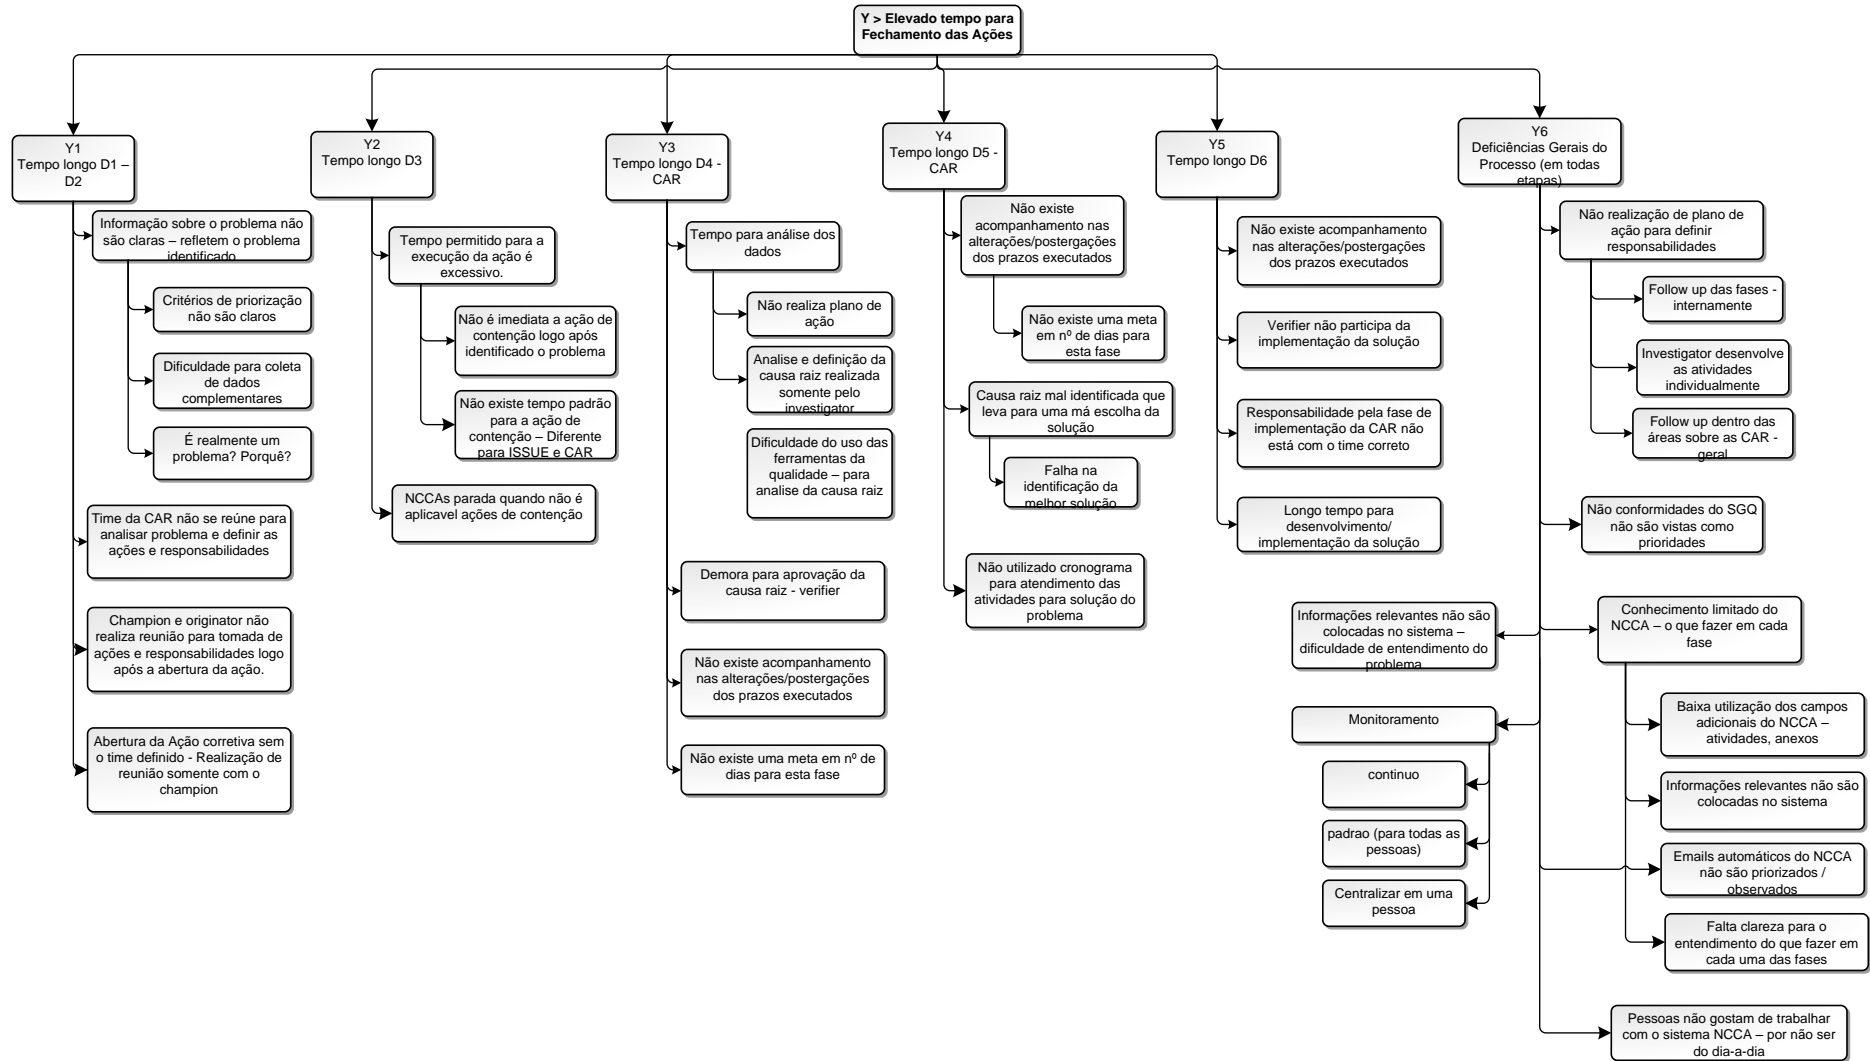 Y > Elevado tempo para
Fechamento das Ações
Y1
Tempo longo D1 –
D2
Informação sobre o problema não
são claras – refletem o problema
identificado
Critérios de priorização
não são claros
Dificuldade para coleta
de dados
complementares
É realmente um
problema? Porquê?
Time da CAR não se reúne para
analisar problema e definir as
ações e responsabilidades
Champion e originator não
realiza reunião para tomada de
ações e responsabilidades logo
após a abertura da ação.
Abertura da Ação corretiva sem
o time definido - Realização de
reunião somente com o
champion
Y2
Tempo longo D3
Tempo permitido para a
execução da ação é
excessivo.
Não é imediata a ação de
contenção logo após
identificado o problema
Não existe tempo padrão
para a ação de
contenção – Diferente
para ISSUE e CAR
NCCAs parada quando não é
aplicavel ações de contenção
Y3
Tempo longo D4 -
CAR
Tempo para análise dos
dados
Não realiza plano de
ação
Analise e definição da
causa raiz realizada
somente pelo
investigator
Dificuldade do uso das
ferramentas da
qualidade – para
analise da causa raiz
Demora para aprovação da
causa raiz - verifier
Não existe acompanhamento
nas alterações/postergações
dos prazos executados
Não existe uma meta em nº de
dias para esta fase
Y4
Tempo longo D5 -
CAR
Não existe
acompanhamento nas
alterações/postergações
dos prazos executados
Não existe uma meta
em nº de dias para
esta fase
Causa raiz mal identificada que
leva para uma má escolha da
solução
Falha na
identificação da
melhor solução
Não utilizado cronograma
para atendimento das
atividades para solução do
problema
Y5
Tempo longo D6
Não existe acompanhamento
nas alterações/postergações
dos prazos executados
Verifier não participa da
implementação da solução
Responsabilidade pela fase de
implementação da CAR não
está com o time correto
Longo tempo para
desenvolvimento/
implementação da solução
Y6
Deficiências Gerais do
Processo (em todas
etapas)
Não realização de plano de
ação para definir
responsabilidades
Follow up das fases -
internamente
Investigator desenvolve
as atividades
individualmente
Follow up dentro das
áreas sobre as CAR -
geral
Não conformidades do SGQ
não são vistas como
prioridades
Informações relevantes não são
colocadas no sistema –
dificuldade de entendimento do
problema
Conhecimento limitado do
NCCA – o que fazer em cada
fase
Monitoramento
continuo
padrao (para todas as
pessoas)
Centralizar em uma
pessoa
Baixa utilização dos campos
adicionais do NCCA –
atividades, anexos
Informações relevantes não são
colocadas no sistema
Emails automáticos do NCCA
não são priorizados /
observados
Falta clareza para o
entendimento do que fazer em
cada uma das fases
Pessoas não gostam de trabalhar
com o sistema NCCA – por não ser
do dia-a-dia